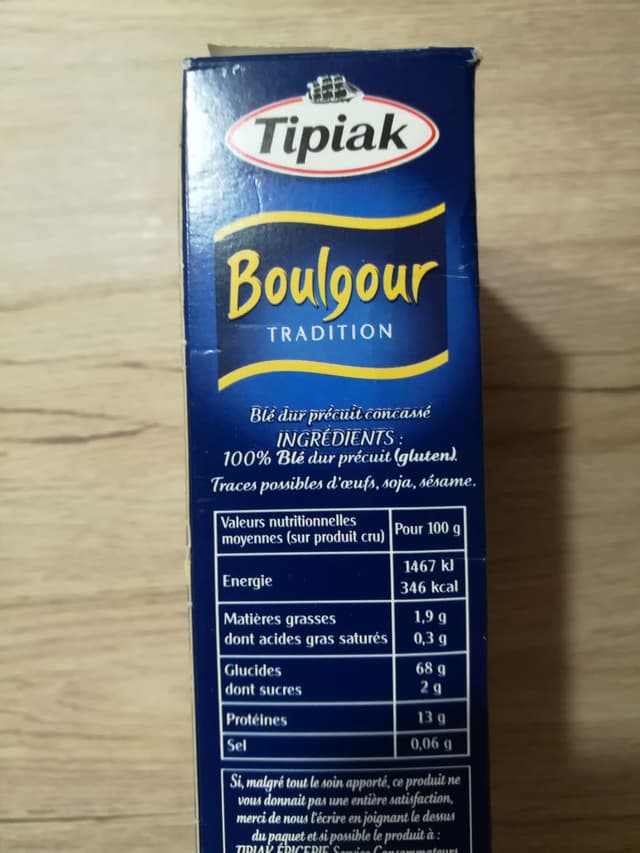 Tipiak
Boulgour
TRADITION
Blé dur précuit concassé
INGRÉDIENTS :
100% Blé dur précuit (gluten).
Traces possibles d'œufs, soja, sésame.
Valeurs nutritionnelles
moyennes (sur produit cru) Pour 100 g
Energie 1467 kJ
346 kcal
Matières grasses 1,9 g
dont acides gras saturés 0,3 g
Glucides 68 g
dont sucres 2 g
Protéines 13 g
Sel 0,06 g
Si, malgré tout le soin apporté, ce produit ne
vous donnait pas une entière satisfaction,
merci de nous l'écrire en joignant le dessus
du paquet et si possible le produit à :
TIPIAK ÉPICERIE Service Consommateurs